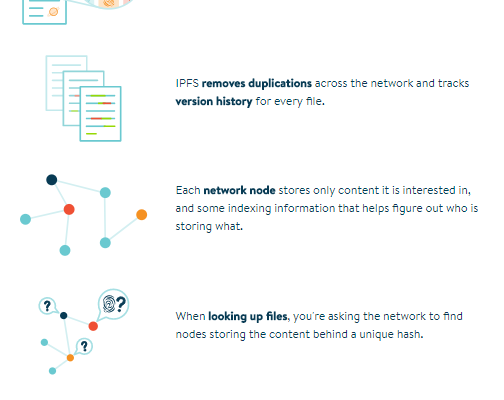 IPFS removes duplications across the network and tracks
version history for every file.
Each network node stores only content it is interested in,
and some indexing information that helps figure out who is
storing what.
?
?
?
When looking up files, you're asking the network to find
nodes storing the content behind a unique hash.